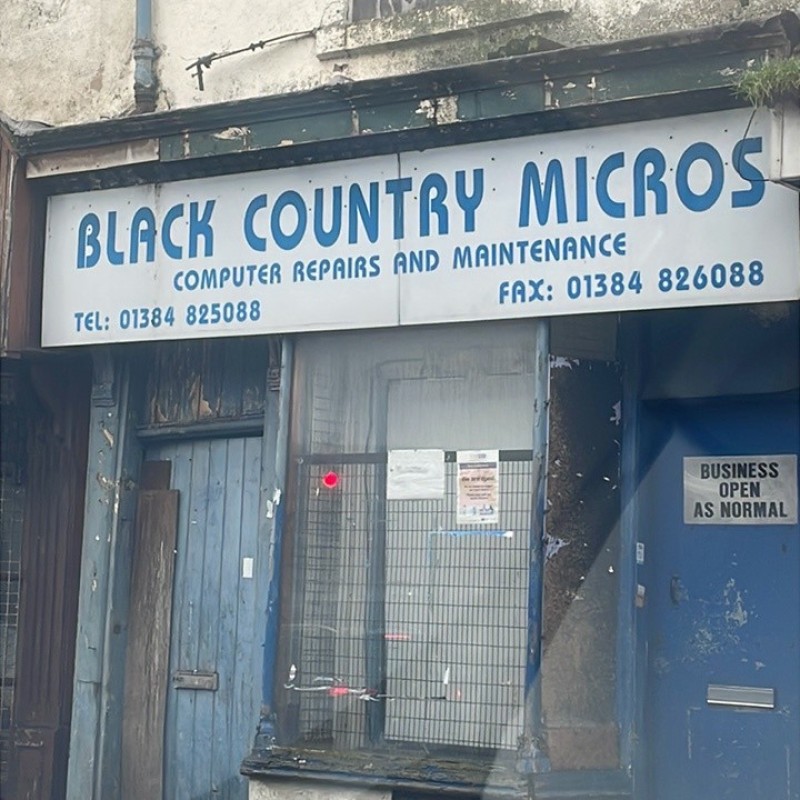 BLACK COUNTRY MICROS
COMPUTER REPAIRS AND MAINTENANCE
TEL: 01384 825088
FAX: 01384 826088
BUSINESS
OPEN
AS NORMAL